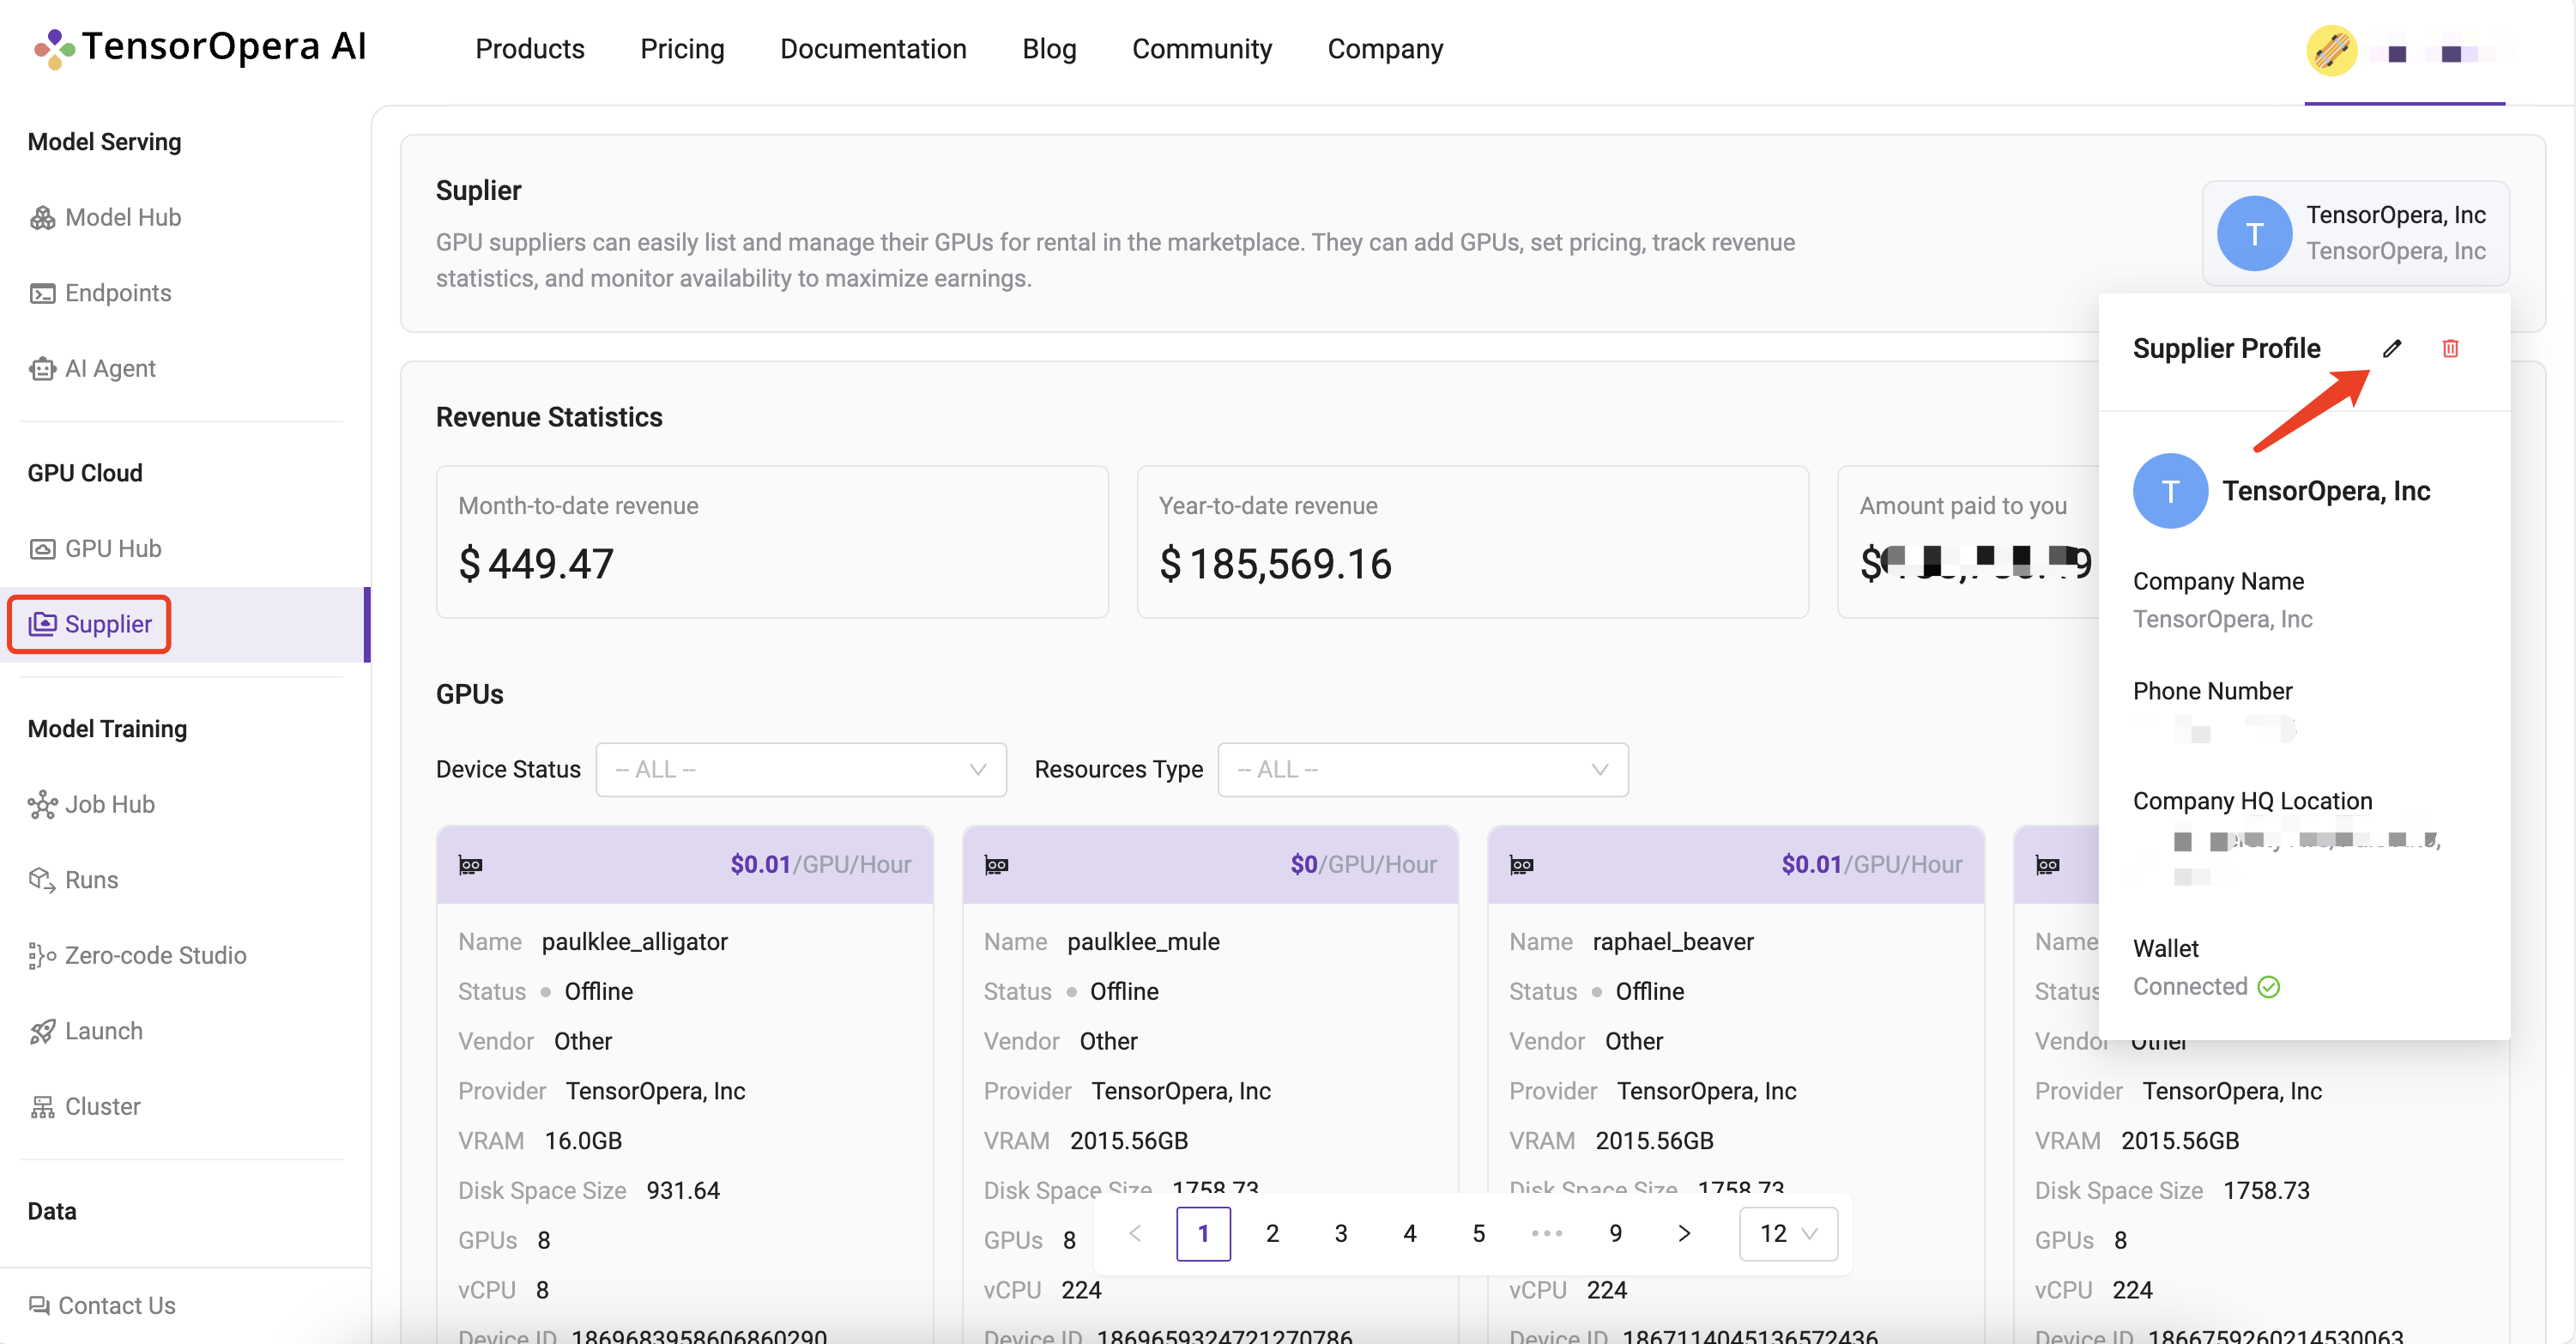 TensorOpera AI
Products Pricing Documentation Blog Community Company
Model Serving
Model Hub
Endpoints
AI Agent
GPU Cloud
GPU Hub
Supplier
Model Training
Job Hub
Runs
Zero-code Studio
Launch
Cluster
Data
Contact Us
Suplier
GPU suppliers can easily list and manage their GPUs for rental in the marketplace. They can add GPUs, set pricing, track revenue
statistics, and monitor availability to maximize earnings.
T
TensorOpera, Inc
TensorOpera, Inc
Revenue Statistics
Month-to-date revenue
$ 449.47
Year-to-date revenue
$ 185,569.16
Amount paid to you
$
GPUs
Device Status -- ALL --
Resources Type -- ALL --
$0.01/GPU/Hour
Name paulklee_alligator
Status Offline
Vendor Other
Provider TensorOpera, Inc
VRAM 16.0GB
Disk Space Size 931.64
GPUs 8
vCPU 8
Device ID 1869683958606860290
$0/GPU/Hour
Name paulklee_mule
Status Offline
Vendor Other
Provider TensorOpera, Inc
VRAM 2015.56GB
Disk Space Size 1758.73
GPUs 8
vCPU 224
Device ID 1869659324721270786
$0.01/GPU/Hour
Name raphael_beaver
Status Offline
Vendor Other
Provider TensorOpera, Inc
VRAM 2015.56GB
Disk Space Size 1758.73
vCPU 224
Device ID 1867114045136572436
Name
Status
Vendor Other
Provider TensorOpera, Inc
VRAM 2015.56GB
Disk Space Size 1758.73
GPUs 8
vCPU 224
Device ID 1866759260214530063
< 1 2 3 4 5 ••• 9 >
12
Supplier Profile
T
TensorOpera, Inc
Company Name
TensorOpera, Inc
Phone Number
Company HQ Location
Wallet
Connected